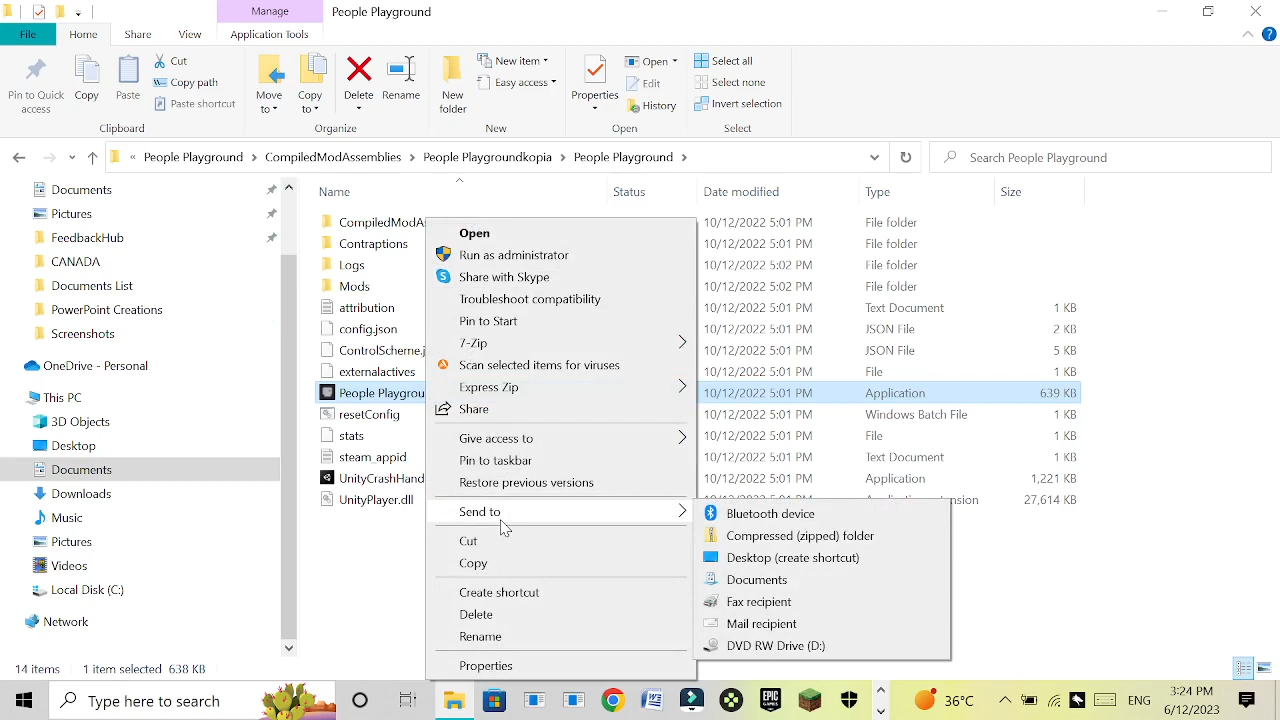 Manage
People Playground
File
Home
Share
View
Application Tools
Pin to Quick access
Copy
Paste
Cut
Copy path
Paste shortcut
Clipboard
Move to
Copy to
Delete
Rename
Organize
New folder
New item
Easy access
New
Properties
Open
Edit
History
Open
Select all
Select none
Invert selection
Select
« People Playground > CompiledModAssemblies > People Playgroundkopia > People Playground >
Search People Playground
Documents
Pictures
FeedbackHub
CANADA
Documents List
PowerPoint Creations
Screenshots
OneDrive - Personal
This PC
3D Objects
Desktop
Documents
Downloads
Music
Pictures
Videos
Local Disk (C:)
Network
Name Status Date modified Type Size
CompiledModAs 10/12/2022 5:01 PM File folder
Contraptions 10/12/2022 5:01 PM File folder
Logs 10/12/2022 5:02 PM File folder
Mods 10/12/2022 5:02 PM File folder
attribution 10/12/2022 5:01 PM Text Document 1 KB
config.json 10/12/2022 5:01 PM JSON File 2 KB
ControlScheme.j 10/12/2022 5:01 PM JSON File 5 KB
externalactives 10/12/2022 5:01 PM File 1 KB
People Playgrou 10/12/2022 5:01 PM Application 639 KB
resetConfig 10/12/2022 5:01 PM Windows Batch File 1 KB
stats 10/12/2022 5:01 PM File 1 KB
steam_appid 10/12/2022 5:01 PM Text Document 1 KB
UnityCrashHand 10/12/2022 5:01 PM Application 1,221 KB
UnityPlayer.dll 10/12/2022 5:01 PM Application extension 27,614 KB
Open
Run as administrator
Share with Skype
Troubleshoot compatibility
Pin to Start
7-Zip
Scan selected items for viruses
Express Zip
Share
Give access to
Pin to taskbar
Restore previous versions
Send to
Cut
Copy
Create shortcut
Delete
Rename
Properties
Bluetooth device
Compressed (zipped) folder
Desktop (create shortcut)
Documents
Fax recipient
Mail recipient
DVD RW Drive (D:)
14 items 1 item selected 638 KB
Type here to search
EPIC GAMES
36°C
ENG
3:24 PM
6/12/2023